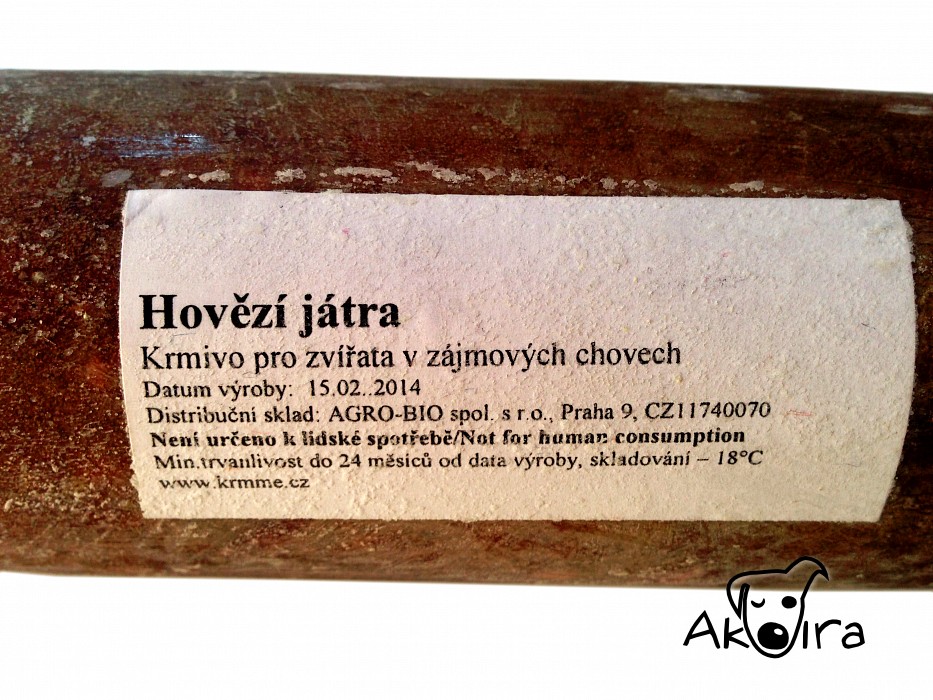 Hovězí játra
Krmivo pro zvířata v zájmových chovech
Datum výroby: 15.02..2014
Distribuční sklad: AGRO-BIO spol. s r.o., Praha 9, CZ11740070
Není určeno k lidské spotřebě/Not for human consumption
Min.trvanlivost do 24 měsíců od data výroby, skladování – 18°C
www.krmme.cz
Akoira